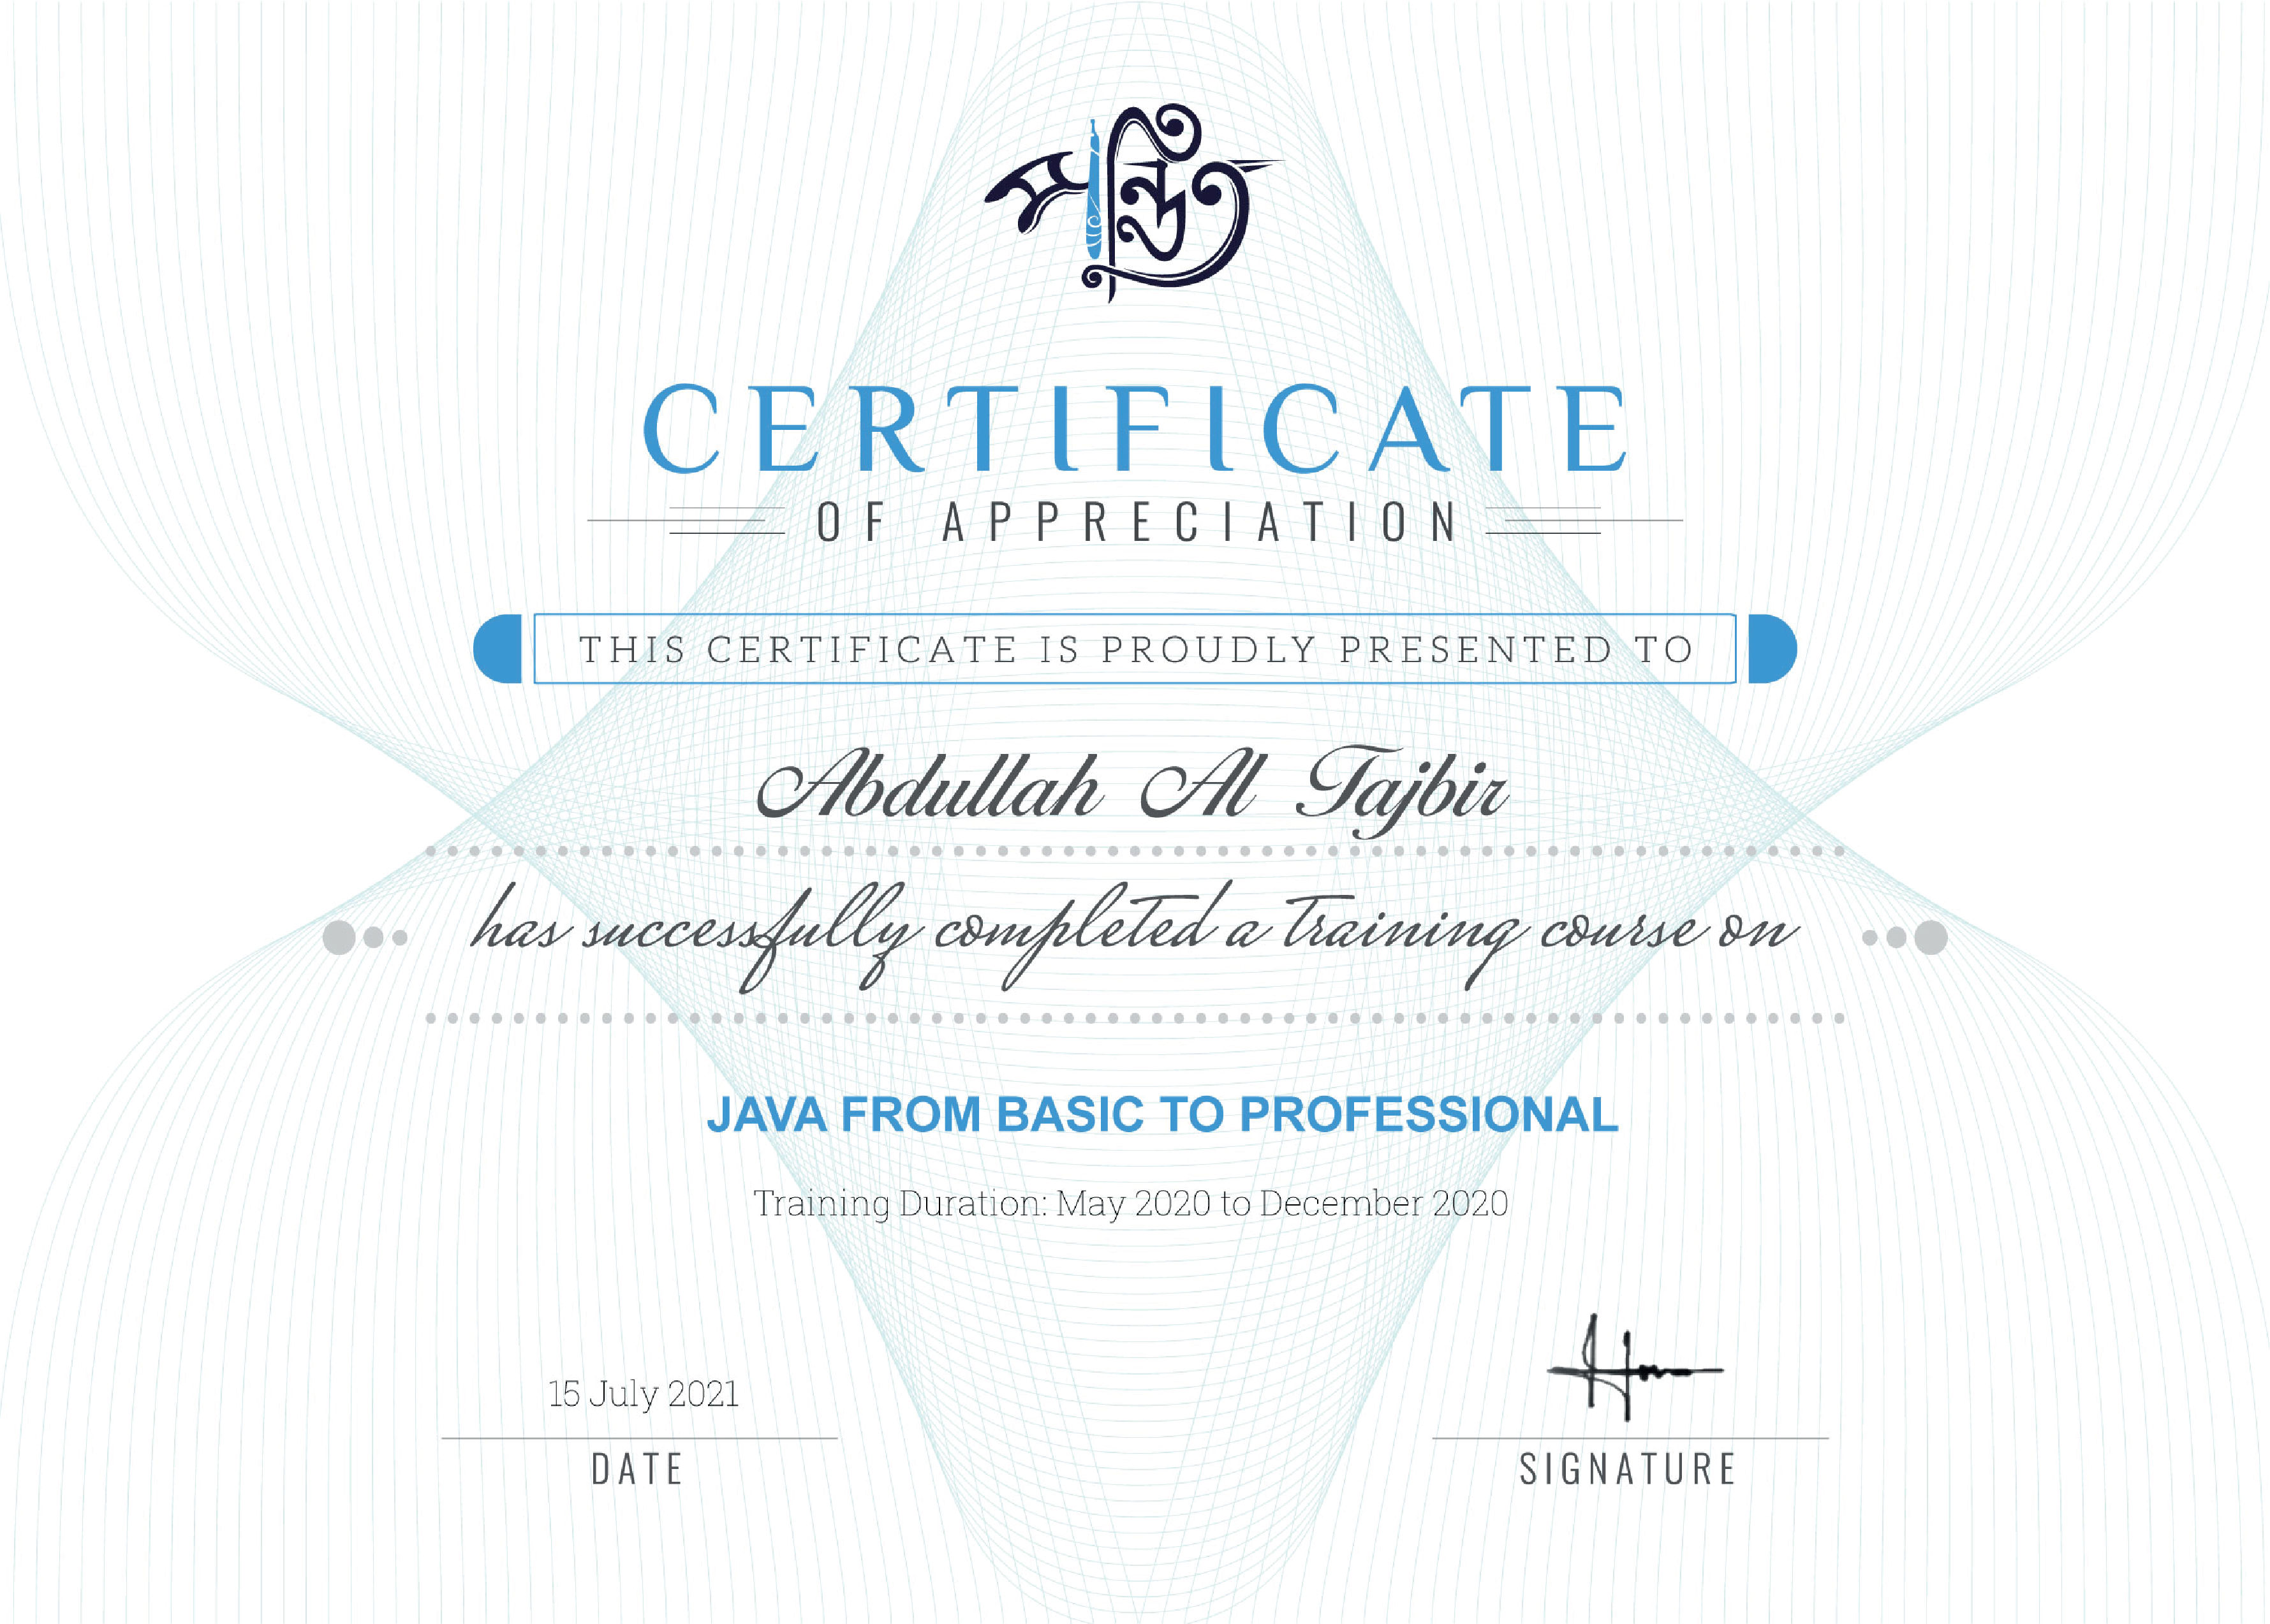 পন্ডিত
CERTIFICATE
OF APPRECIATION
THIS CERTIFICATE IS PROUDLY PRESENTED TO
Abdullah Al Tajbir
has successfully completed a training course on
JAVA FROM BASIC TO PROFESSIONAL
Training Duration: May 2020 to December 2020
15 July 2021
DATE
SIGNATURE